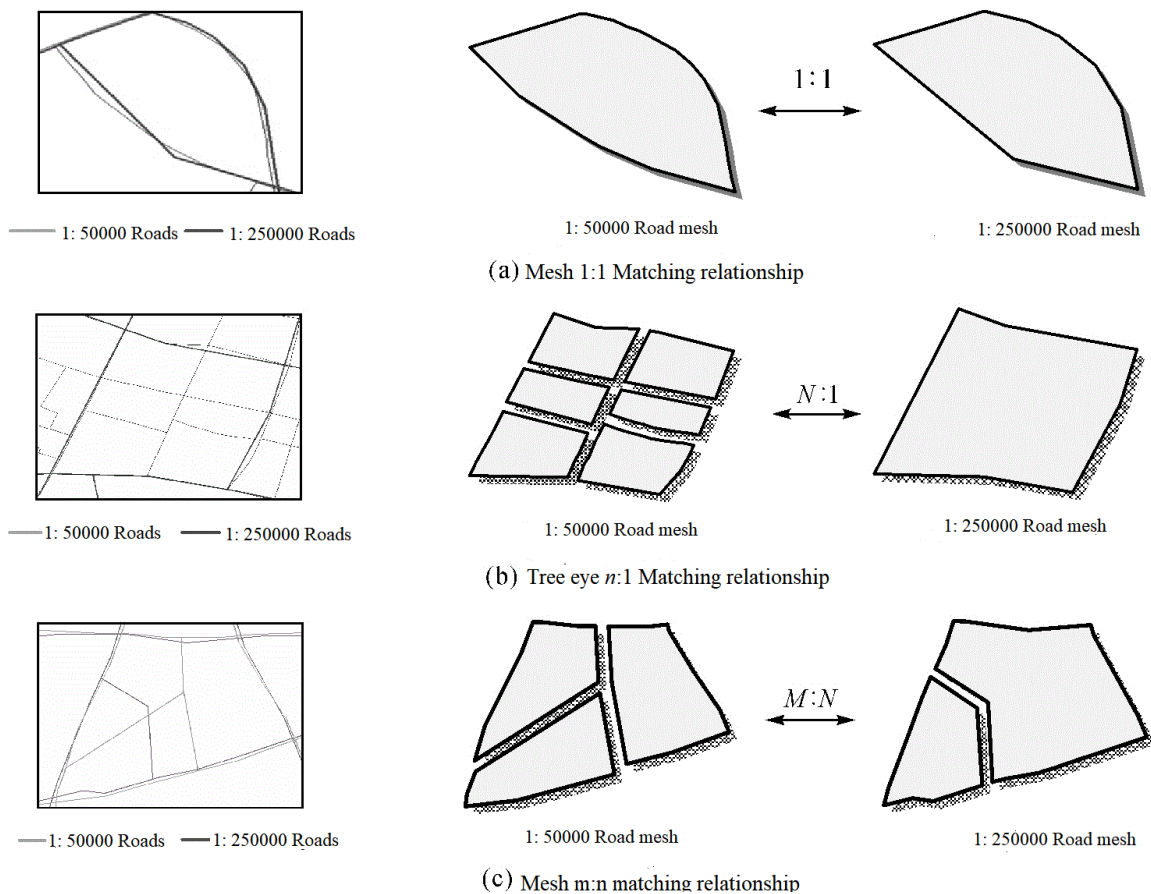 1:1
1: 50000 Roads 1: 250000 Roads
1: 50000 Road mesh
1: 250000 Road mesh
(a) Mesh 1:1 Matching relationship
N:1
1: 50000 Roads 1: 250000 Roads
1: 50000 Road mesh
1: 250000 Road mesh
(b) Tree eye n:1 Matching relationship
M:N
1: 50000 Roads 1: 250000 Roads
1: 50000 Road mesh
1: 250000 Road mesh
(c) Mesh m:n matching relationship